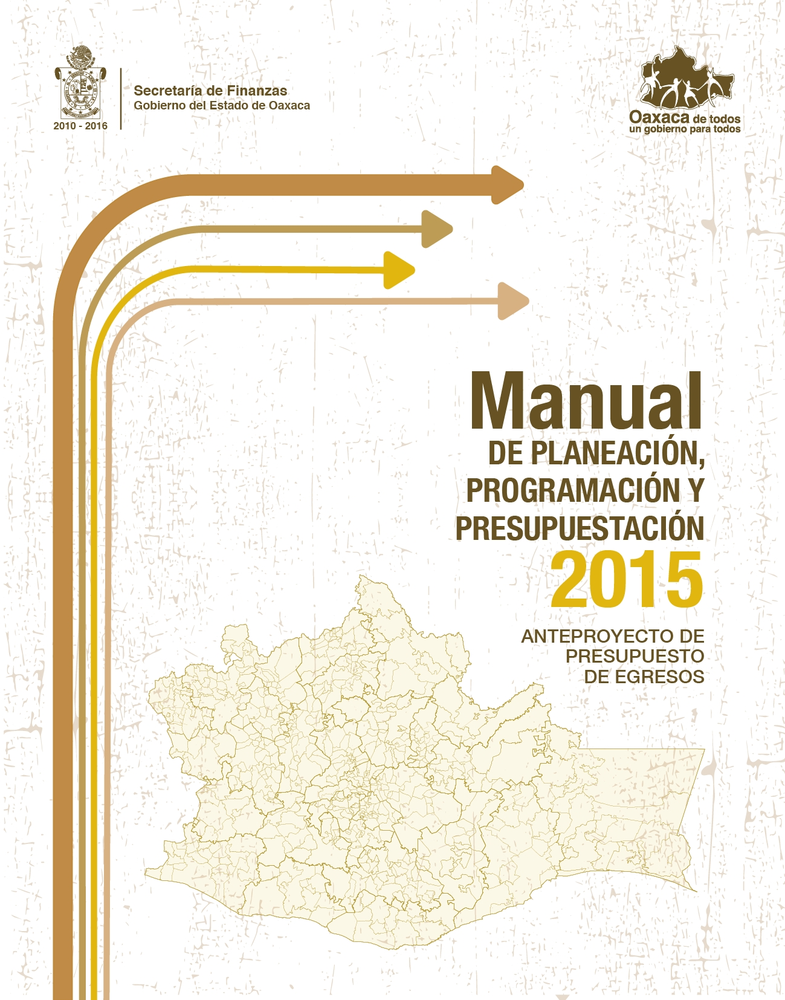 Secretaría de Finanzas
Gobierno del Estado de Oaxaca
2010 - 2016
Oaxaca de todos
un gobierno para todos
Manual
DE PLANEACIÓN,
PROGRAMACIÓN Y
PRESUPUESTACIÓN
2015
ANTEPROYECTO DE
PRESUPUESTO
DE EGRESOS